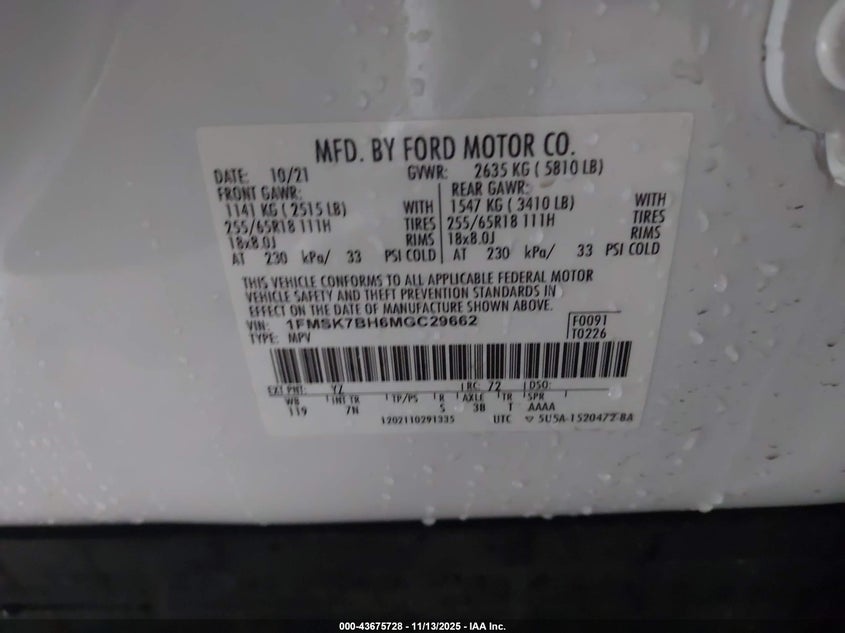 MFD. BY FORD MOTOR CO.
DATE: 10/21 GVWR: 2635 KG ( 5810 LB)
FRONT GAWR: REAR GAWR:
1141 KG ( 2515 LB) WITH 1547 KG ( 3410 LB) WITH
255/65R18 111H TIRES 255/65R18 111H TIRES
18x8.0J RIMS 18x8.0J RIMS
AT 230 kPa/ 33 PSI COLD AT 230 kPa/ 33 PSI COLD
THIS VEHICLE CONFORMS TO ALL APPLICABLE FEDERAL MOTOR
VEHICLE SAFETY AND THEFT PREVENTION STANDARDS IN
EFFECT ON THE DATE OF MANUFACTURE SHOWN ABOVE.
VIN: 1FMSK7BH6MGC29662 F0091
TYPE: MPV T0226
EXT PNT: YZ RC: 72 DSO:
WB INT TR TP/PS R AXLE TR SPR
119 7N 5 3B T AAAA
1202110291335 UTC ▽ 5U5A-1520472-BA
000-43675728 - 11/13/2025 - IAA Inc.